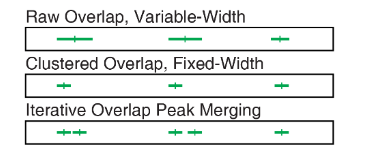 Raw Overlap, Variable-Width
Clustered Overlap, Fixed-Width
Iterative Overlap Peak Merging